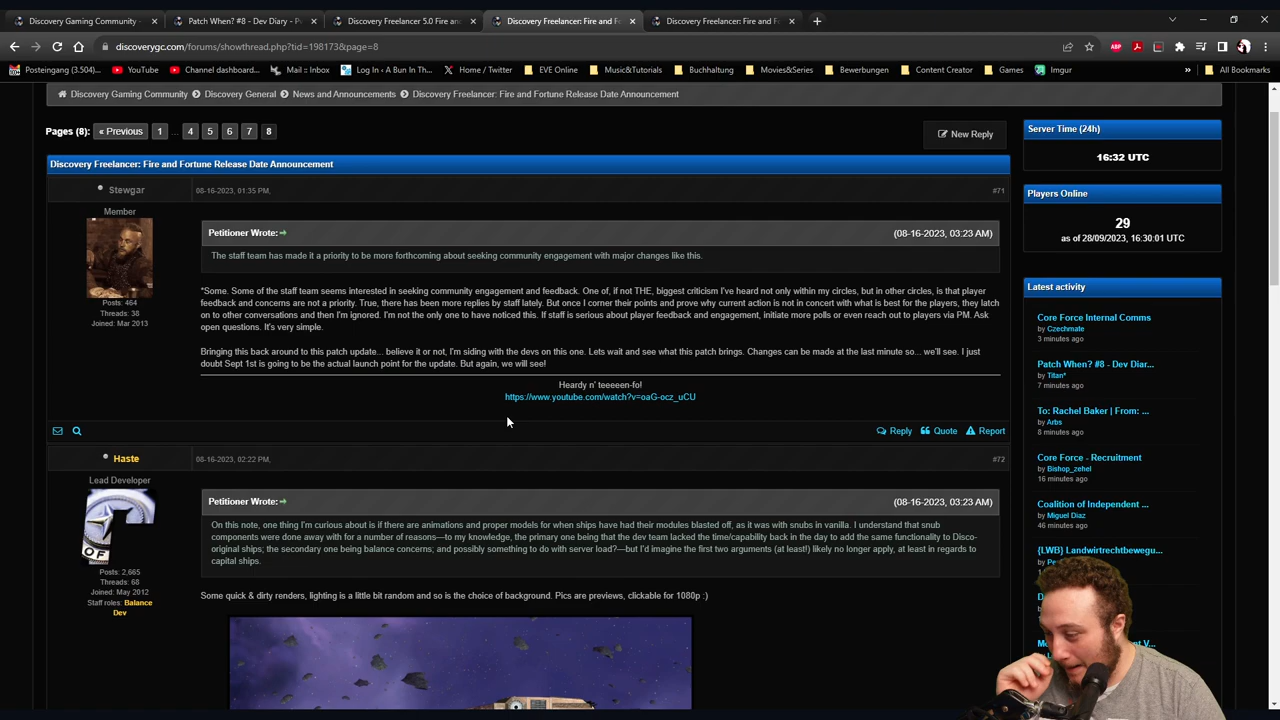 Discovery Gaming Community -
Patch When? #8 - Dev Diary - P
Discovery Freelancer 5.0 Fire and
Discovery Freelancer: Fire and F
Discovery Freelancer: Fire and F
discoverygc.com/forums/showthread.php?tid=198173&page=8
Posteingang (3.504)...
YouTube
Channel dashboard...
Mail :: Inbox
Log In ‹ A Bun In Th...
Home / Twitter
EVE Online
Music&Tutorials
Buchhaltung
Movies&Series
Bewerbungen
Content Creator
Games
Imgur
All Bookmarks
Discovery Gaming Community
Discovery General
News and Announcements
Discovery Freelancer: Fire and Fortune Release Date Announcement
Pages (8): « Previous 1 ... 4 5 6 7 8
New Reply
Discovery Freelancer: Fire and Fortune Release Date Announcement
Stewgar
08-16-2023, 01:35 PM,
#71
Member
Posts: 464
Threads: 38
Joined: Mar 2013
Petitioner Wrote:
(08-16-2023, 03:23 AM)
The staff team has made it a priority to be more forthcoming about seeking community engagement with major changes like this.
*Some. Some of the staff team seems interested in seeking community engagement and feedback. One of, if not THE, biggest criticism I've heard not only within my circles, but in other circles, is that player
feedback and concerns are not a priority. True, there has been more replies by staff lately. But once I corner their points and prove why current action is not in concert with what is best for the players, they latch
on to other conversations and then I'm ignored. I'm not the only one to have noticed this. If staff is serious about player feedback and engagement, initiate more polls or even reach out to players via PM. Ask
open questions. It's very simple.
Bringing this back around to this patch update... believe it or not, I'm siding with the devs on this one. Lets wait and see what this patch brings. Changes can be made at the last minute so... we'll see. I just
doubt Sept 1st is going to be the actual launch point for the update. But again, we will see!
Heardy n' teeeeen-fo!
https://www.youtube.com/watch?v=oaG-ocz_uCU
Reply
Quote
Report
Haste
08-16-2023, 02:22 PM,
#72
Lead Developer
Posts: 2,665
Threads: 68
Joined: May 2012
Staff roles: Balance
Dev
Petitioner Wrote:
(08-16-2023, 03:23 AM)
On this note, one thing I'm curious about is if there are animations and proper models for when ships have had their modules blasted off, as it was with snubs in vanilla. I understand that snub
components were done away with for a number of reasons—to my knowledge, the primary one being that the dev team lacked the time/capability back in the day to add the same functionality to Disco-
original ships; the secondary one being balance concerns; and possibly something to do with server load?—but I'd imagine the first two arguments (at least!) likely no longer apply, at least in regards to
capital ships.
Some quick & dirty renders, lighting is a little bit random and so is the choice of background. Pics are previews, clickable for 1080p :)
Server Time (24h)
16:32 UTC
Players Online
29
as of 28/09/2023, 16:30:01 UTC
Latest activity
Core Force Internal Comms
by Czechmate
3 minutes ago
Patch When? #8 - Dev Diar...
by Titan*
7 minutes ago
To: Rachel Baker | From: ...
by Arbs
8 minutes ago
Core Force - Recruitment
by Bishop_zehel
16 minutes ago
Coalition of Independent ...
by Miguel Diaz
46 minutes ago
{LWB} Landwirtrechtbewegu...